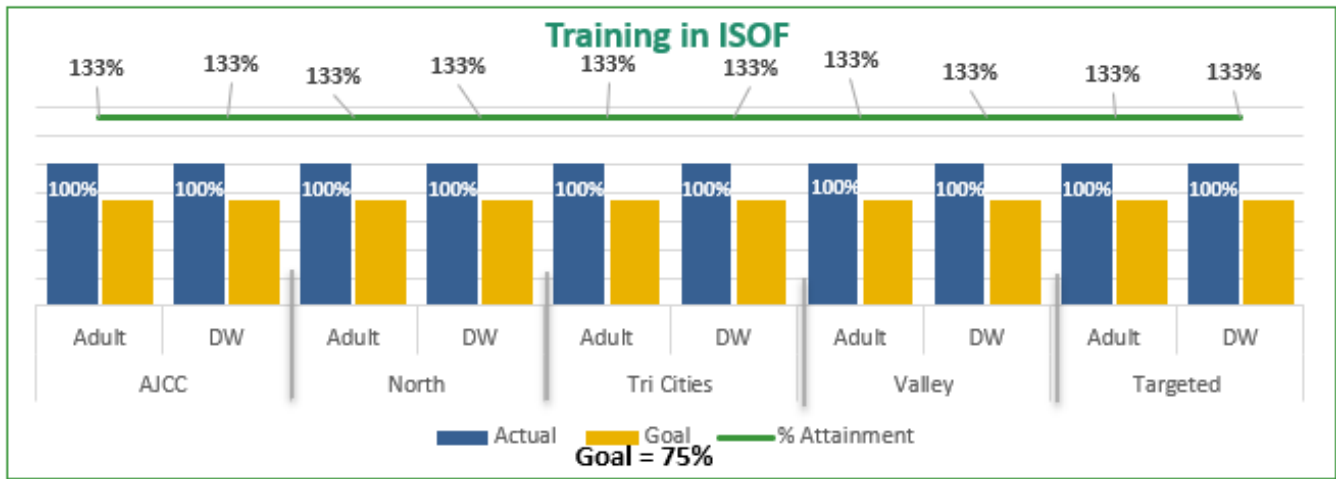 Training in ISOF
133% 133% 133% 133% 133% 133% 133% 133% 133% 133%
100% 100% 100% 100% 100% 100% 100% 100% 100% 100%
Adult DW Adult DW Adult DW Adult DW Adult DW
AJCC North Tri Cities Valley Targeted
Actual Goal % Attainment
Goal = 75%